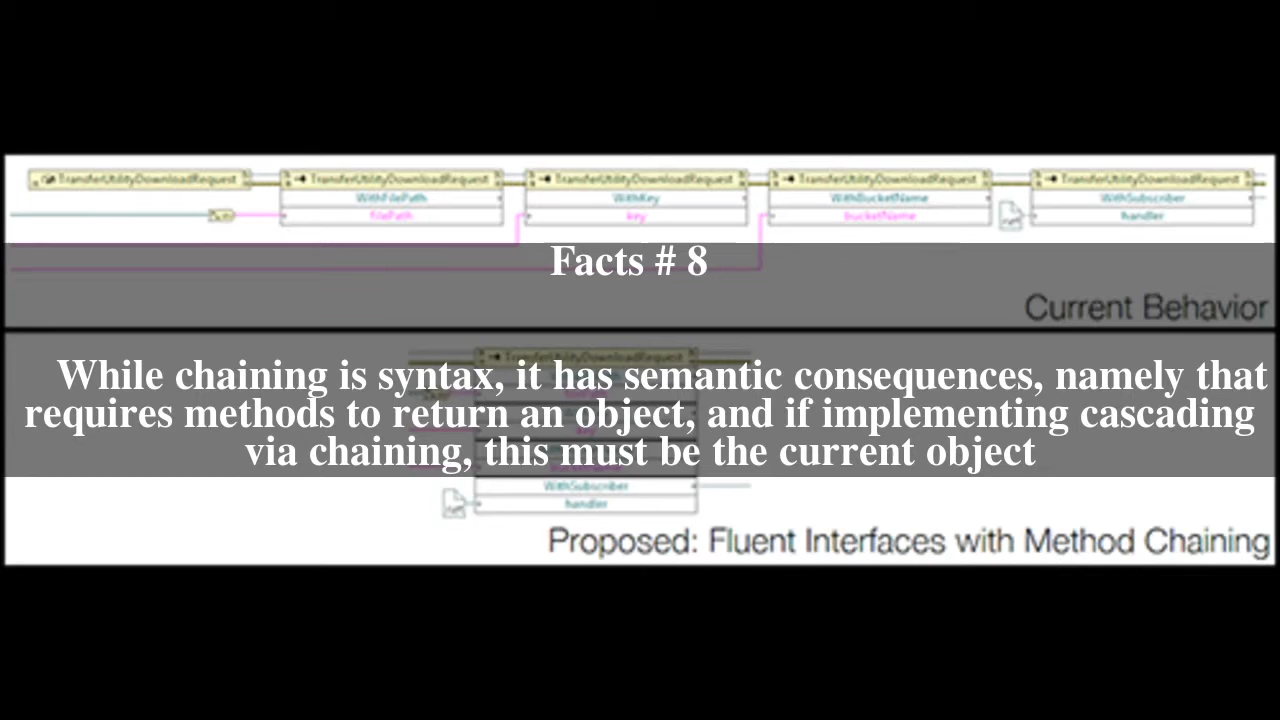 TransferUtilityDownloadRequest TransferUtilityDownloadRequest TransferUtilityDownloadRequest TransferUtilityDownloadRequest TransferUtilityDownloadRequest
WithFilePath WithKey WithBucketName WithSubscriber
Path filePath key bucketName handler
Facts # 8
Current Behavior
TransferUtilityDownloadRequest
While chaining is syntax, it has semantic consequences, namely that
requires methods to return an object, and if implementing cascading
via chaining, this must be the current object
WithSubscriber
handler
Proposed: Fluent Interfaces with Method Chaining